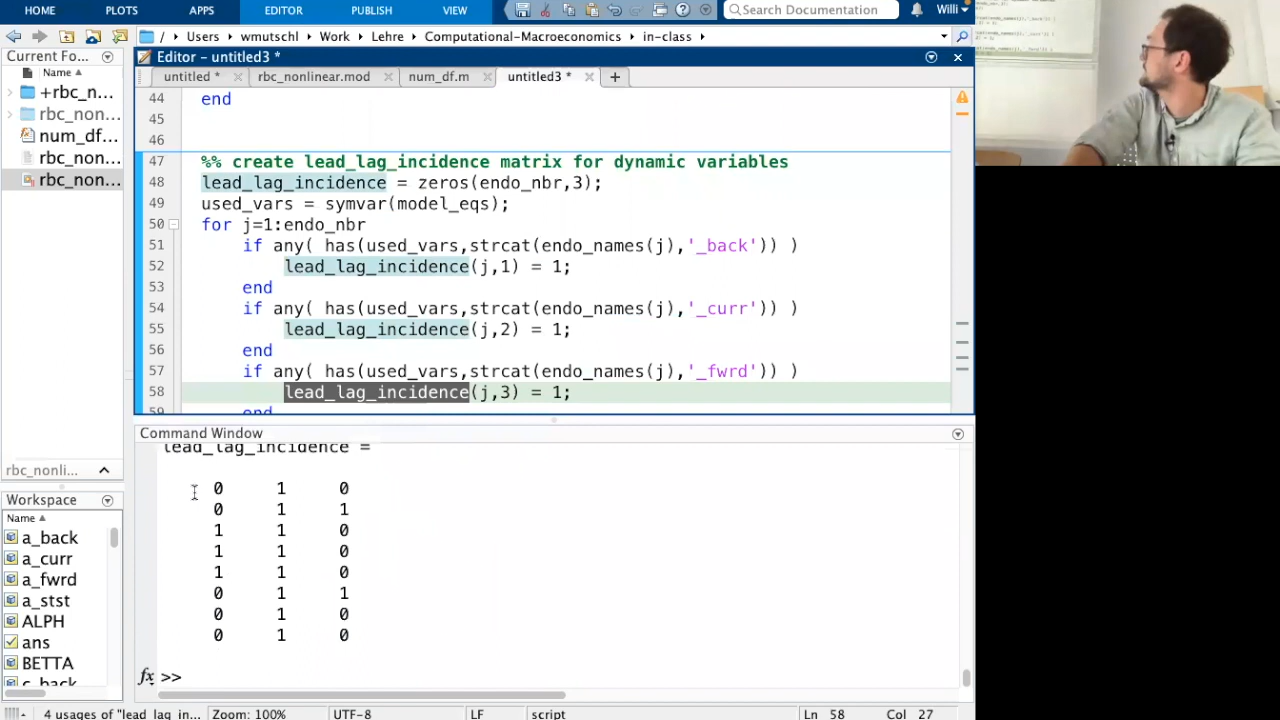 HOME PLOTS APPS EDITOR PUBLISH VIEW Search Documentation Willi
/ Users wmu Computational-Macroeconomics in-class
Current Fo...
Name
+rbc_n...
rbc_non...
num_df...
rbc_non...
rbc_non...
rbc_nonli...
Workspace
Name
a_back
a_curr
a_fwrd
a_stst
ALPH
ans
BETTA
c_back
Editor - untitled3 *
untitled * c_nonlinear.mod num_df.m untitled3 *
44 end
45
46
47 %% create lead_lag_incidence matrix for dynamic variables
48 lead_lag_incidence = zeros(endo_nbr,3);
49 used_vars = symvar(model_eqs);
50 for j=1:endo_nbr
51 if any( has(used_vars,strcat(endo_names(j),'_back')) )
52 lead_lag_incidence(j,1) = 1;
53 end
54 if any( has(used_vars,strcat(endo_names(j),'_curr')) )
55 lead_lag_incidence(j,2) = 1;
56 end
57 if any( has(used_vars,strcat(endo_names(j),'_fwrd')) )
58 lead_lag_incidence(j,3) = 1;
59 end
Command Window
lead_lag_incidence =
0 1 0
0 1 1
1 1 0
1 1 0
1 1 0
0 1 1
0 1 0
0 1 0
fx >>
4 usages of "lead_lag_in... Zoom: 100% UTF-8 LF script Ln 58 Col 27